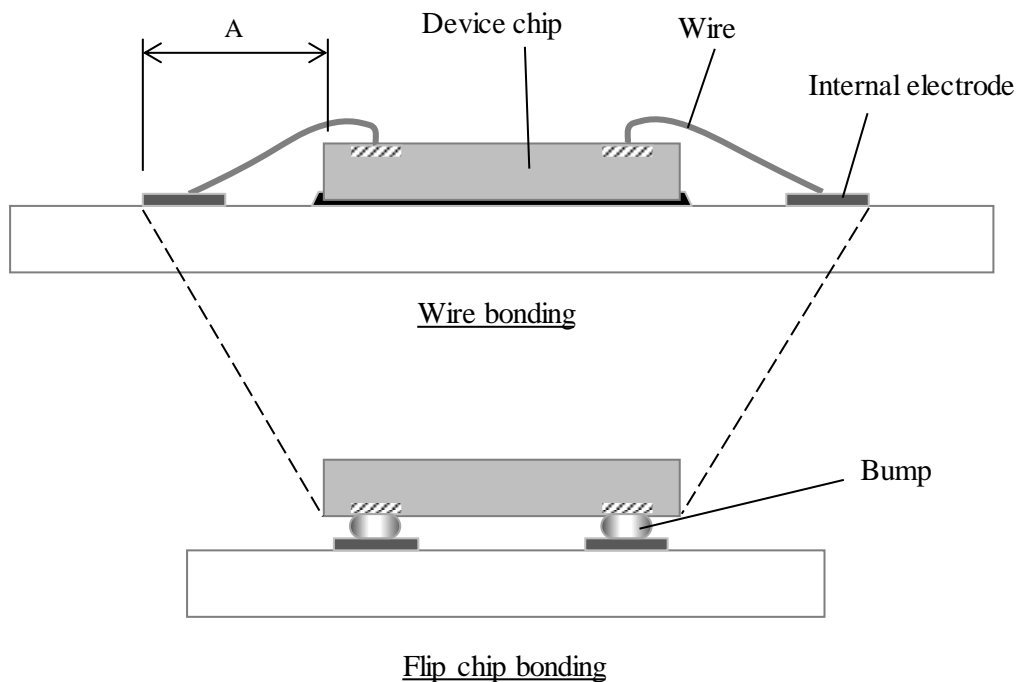 A
Device chip
Wire
Internal electrode
Wire bonding
Bump
Flip chip bonding